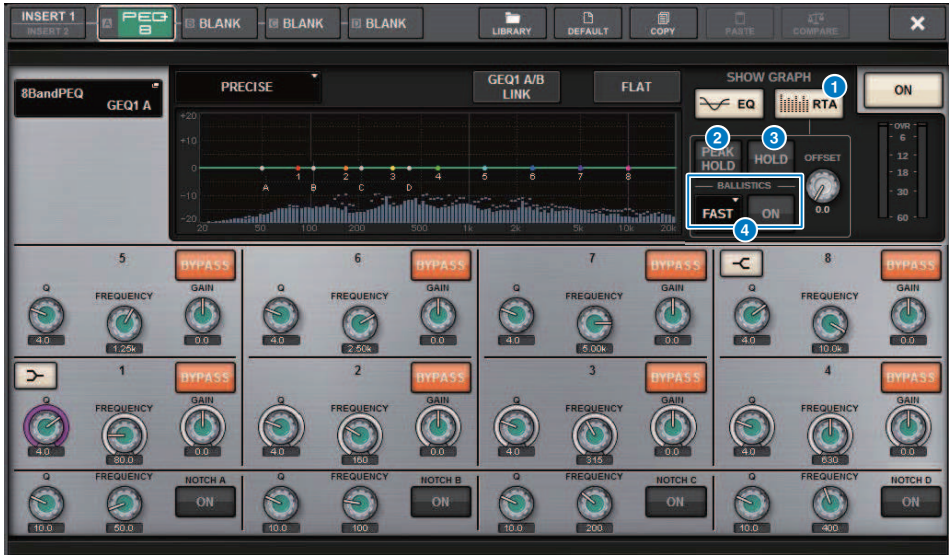 INSERT 1
INSERT 2
A
PEQ
8
B BLANK
C BLANK
D BLANK
LIBRARY
DEFAULT
COPY
PASTE
COMPARE
×
8BandPEQ
GEQ1 A
PRECISE
GEQ1 A/B
LINK
FLAT
SHOW GRAPH
EQ
RTA
1
ON
+20
+10
0
-10
-20
A 1 B 2 C 3 D 4 5 6 7 8
20 50 100 200 500 1k 2k 5k 10k 20k
2
3
PEAK
HOLD
HOLD
OFFSET
0.0
BALLISTICS
FAST
ON
4
OVR
6
12
18
30
60
5
BYPASS
6
BYPASS
7
BYPASS
8
BYPASS
Q FREQUENCY GAIN
Q FREQUENCY GAIN
Q FREQUENCY GAIN
Q FREQUENCY GAIN
4.0 1.25k 0.0
4.0 2.50k 0.0
4.0 5.00k 0.0
4.0 10.0k 0.0
1
BYPASS
2
BYPASS
3
BYPASS
4
BYPASS
Q FREQUENCY GAIN
Q FREQUENCY GAIN
Q FREQUENCY GAIN
Q FREQUENCY GAIN
4.0 80.0 0.0
4.0 160 0.0
4.0 315 0.0
4.0 630 0.0
Q FREQUENCY NOTCH A
Q FREQUENCY NOTCH B
Q FREQUENCY NOTCH C
Q FREQUENCY NOTCH D
ON
ON
ON
ON
10.0 50.0
10.0 100
10.0 200
10.0 400